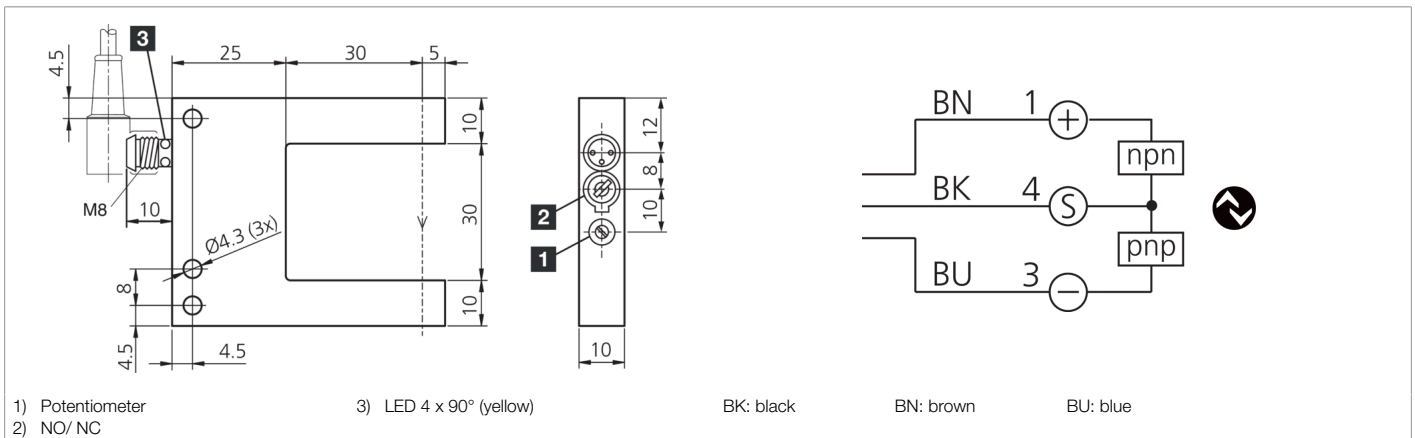 3
25
30
5
4.5
10
12
BN
1
+
npn
8
BK
4
S
M8
10
30
2
10
Ø4.3 (3x)
1
pnp
8
10
BU
3
−
4.5
4.5
10
1) Potentiometer
3) LED 4 x 90° (yellow)
BK: black
BN: brown
BU: blue
2) NO/ NC